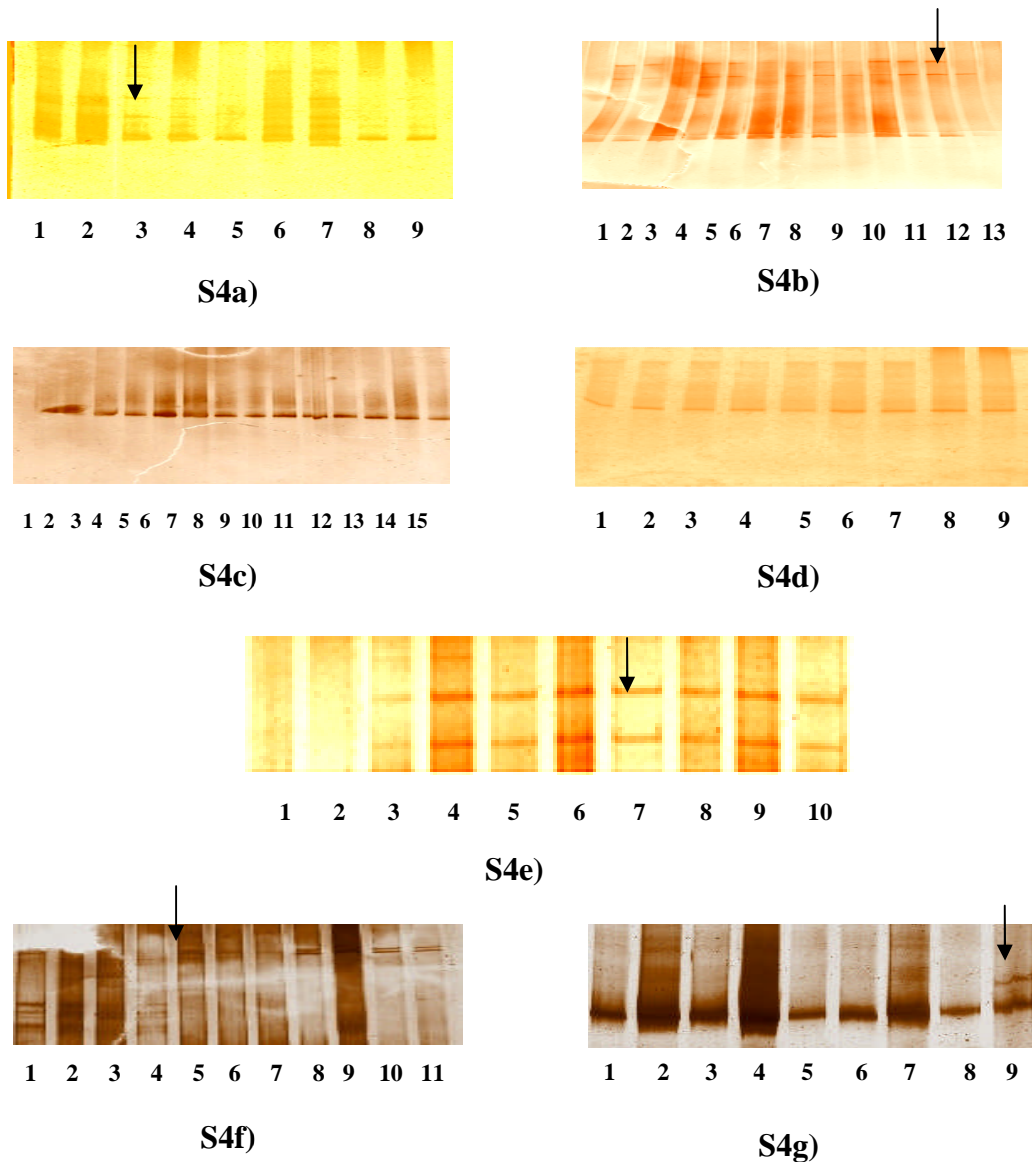 1 2 3 4 5 6 7 8 9
S4a)
1 2 3 4 5 6 7 8 9 10 11 12 13
S4b)
1 2 3 4 5 6 7 8 9 10 11 12 13 14 15
S4c)
1 2 3 4 5 6 7 8 9
S4d)
1 2 3 4 5 6 7 8 9 10
S4e)
1 2 3 4 5 6 7 8 9 10 11
S4f)
1 2 3 4 5 6 7 8 9
S4g)